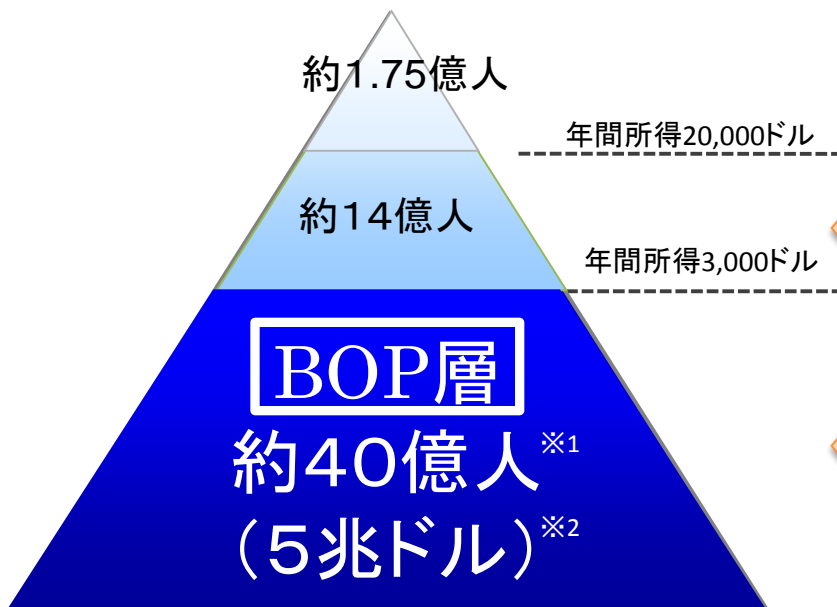 約1.75億人
年間所得20,000ドル
約14億人
年間所得3,000ドル
BOP層
約40億人※1
(5兆ドル)※2